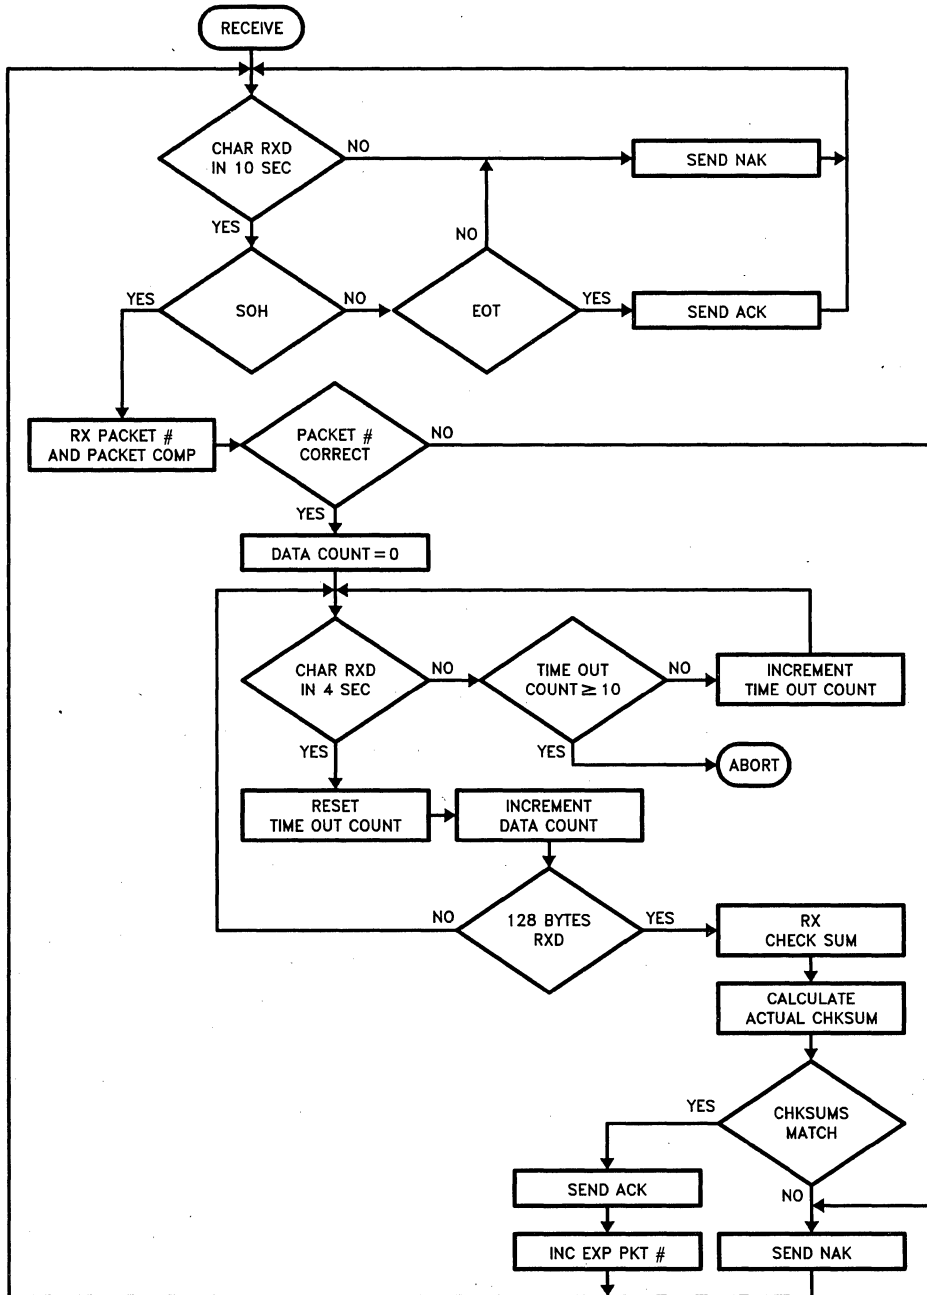 RECEIVE
CHAR RXD
IN 10 SEC
NO
SEND NAK
YES
NO
YES
SOH
NO
EOT
YES
SEND ACK
RX PACKET #
AND PACKET COMP
PACKET #
CORRECT
NO
YES
DATA COUNT=0
CHAR RXD
IN 4 SEC
NO
TIME OUT
COUNT≥10
NO
INCREMENT
TIME OUT COUNT
YES
YES
ABORT
RESET
TIME OUT COUNT
INCREMENT
DATA COUNT
NO
128 BYTES
RXD
YES
RX
CHECK SUM
CALCULATE
ACTUAL CHKSUM
YES
CHKSUMS
MATCH
SEND ACK
NO
INC EXP PKT #
SEND NAK